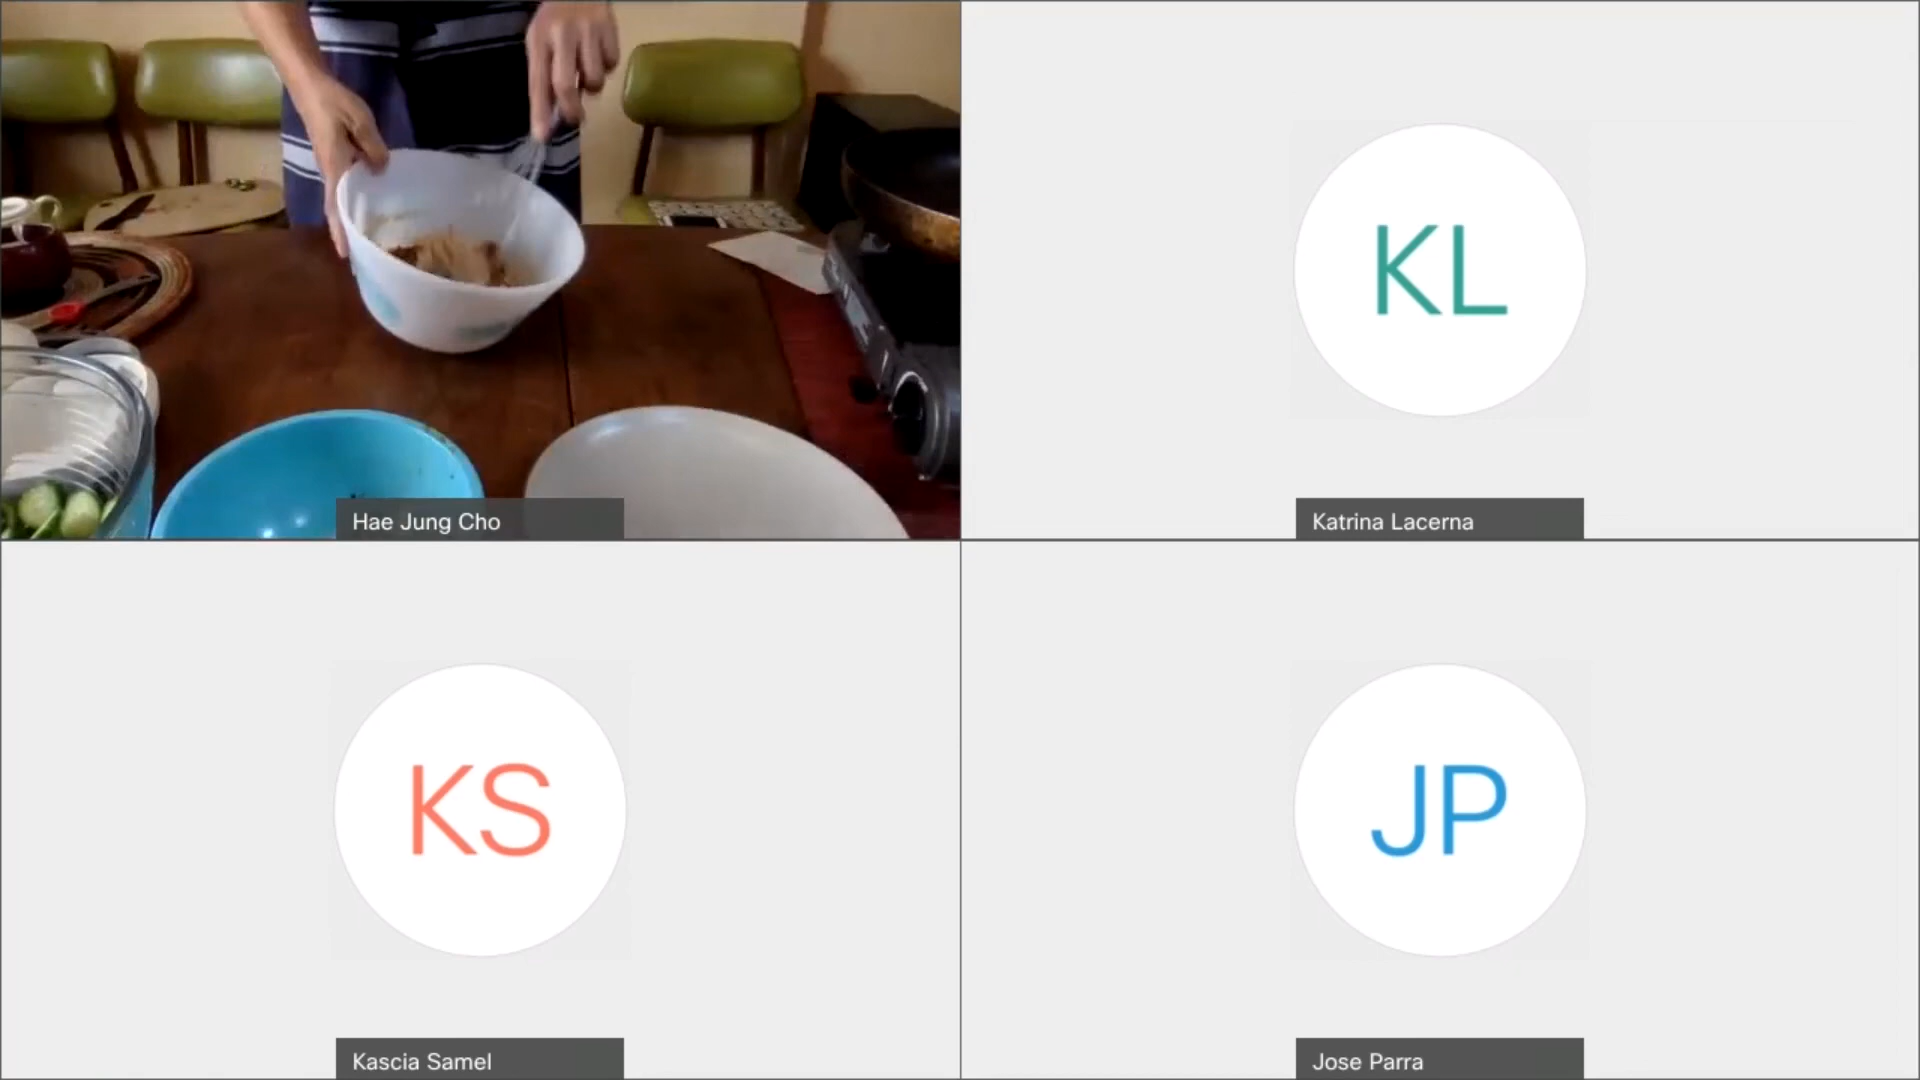 KL
Hae Jung Cho
Katrina Lacerna
KS
JP
Kascia Samel
Jose Parra